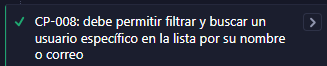 CP-008: debe permitir filtrar y buscar un
usuario específico en la lista por su nombre
o correo